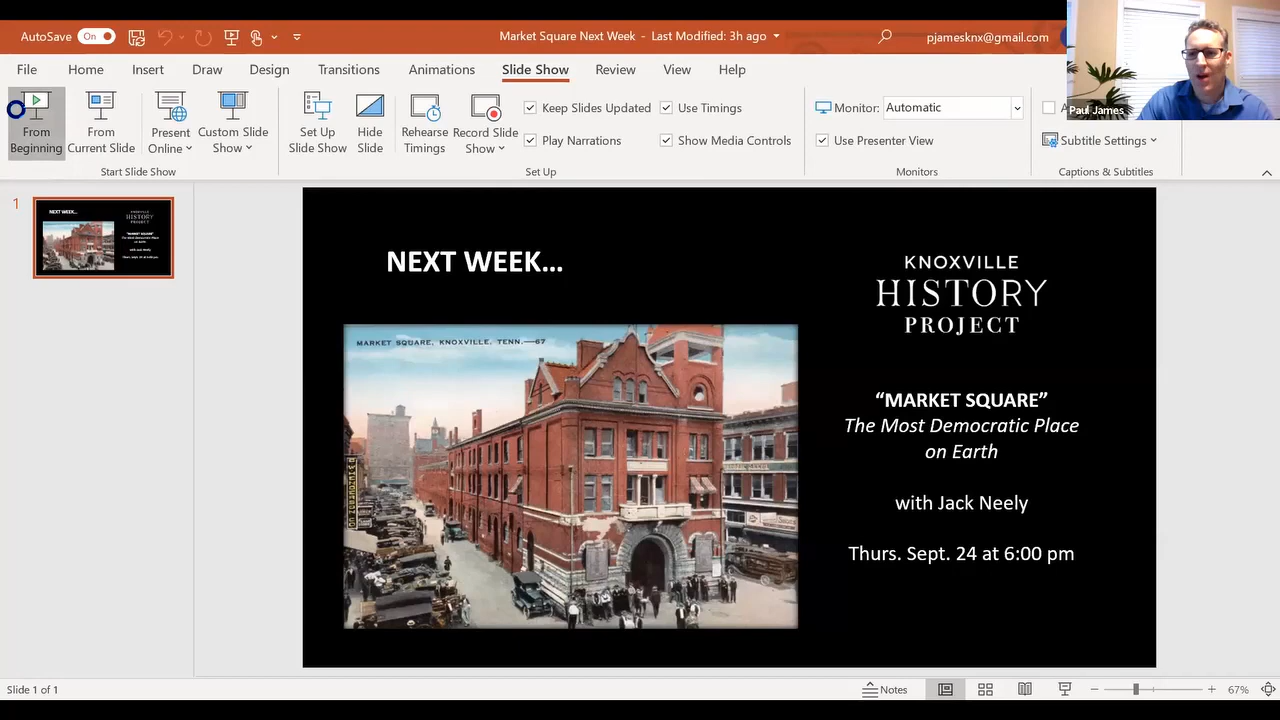 AutoSave On
Market Square Next Week - Last Modified: 3h ago
pjamesknx@gmail.com
File Home Insert Draw Design Transitions Animations Slide Show Review View Help
Paul James
From Beginning
From Current Slide
Present Online
Custom Slide Show
Set Up Slide Show
Hide Slide
Rehearse Timings
Record Slide Show
Keep Slides Updated
Play Narrations
Use Timings
Show Media Controls
Monitor: Automatic
Use Presenter View
Subtitle Settings
Start Slide Show
Set Up
Monitors
Captions & Subtitles
1
NEXT WEEK...
KNOXVILLE
HISTORY
PROJECT
MARKET SQUARE, KNOXVILLE, TENN.—67
“MARKET SQUARE”
The Most Democratic Place
on Earth
with Jack Neely
Thurs. Sept. 24 at 6:00 pm
Slide 1 of 1
Notes
67%